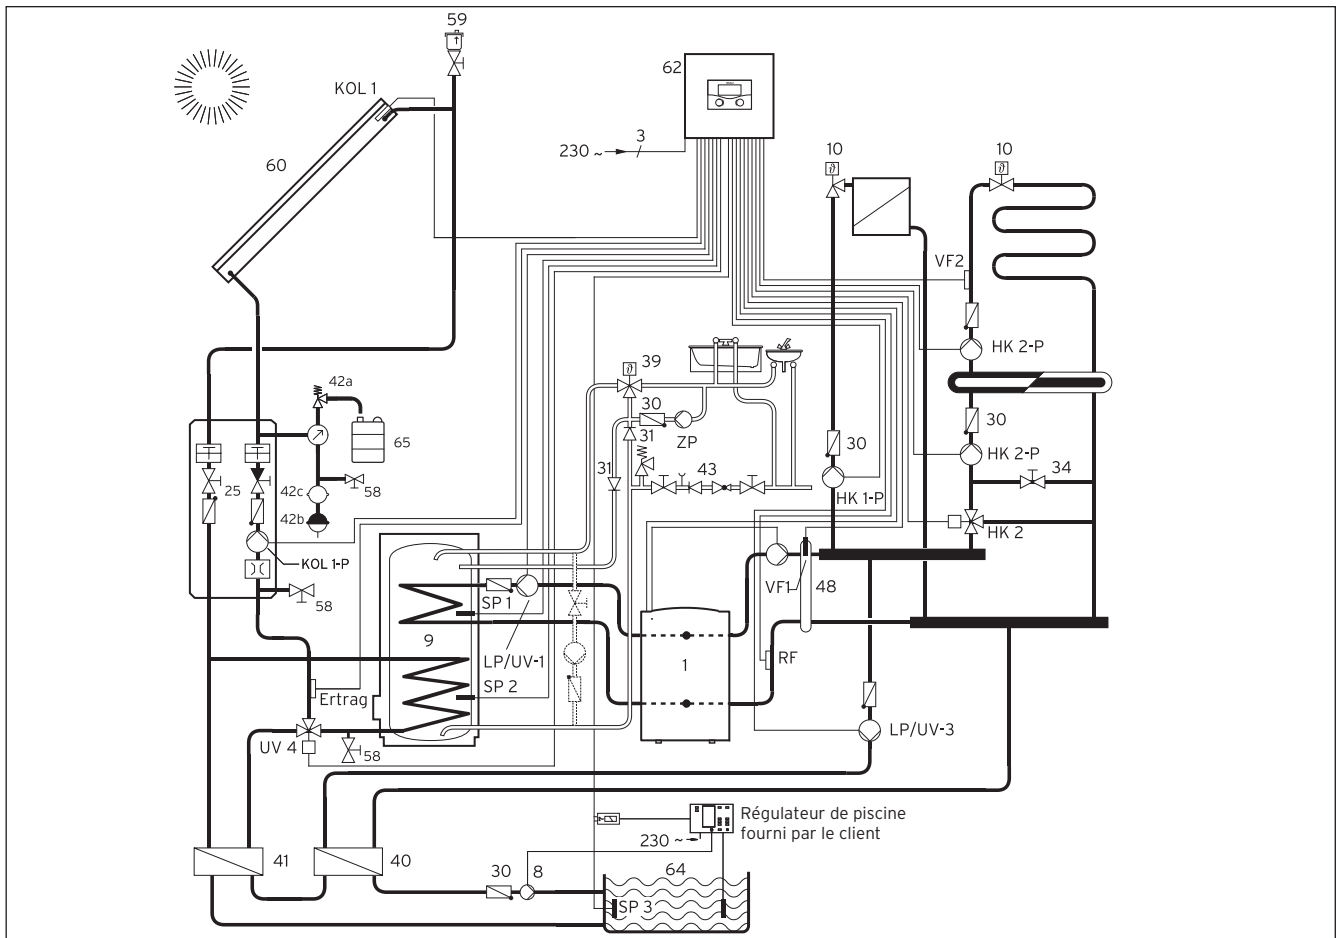 59
62
KOL 1
3
230 ~
10
10
60
VF2
HK 2-P
39
42a
30
ZP
31
65
30
30
HK 2-P
34
25
42c
58
31
43
HK 1-P
42b
HK 2
KOL 1-P
58
SP 1
VF1
48
9
LP/UV-1
1
RF
SP 2
Ertrag
UV 4
58
LP/UV-3
Régulateur de piscine
fourni par le client
230 ~
41
40
30
8
64
SP 3